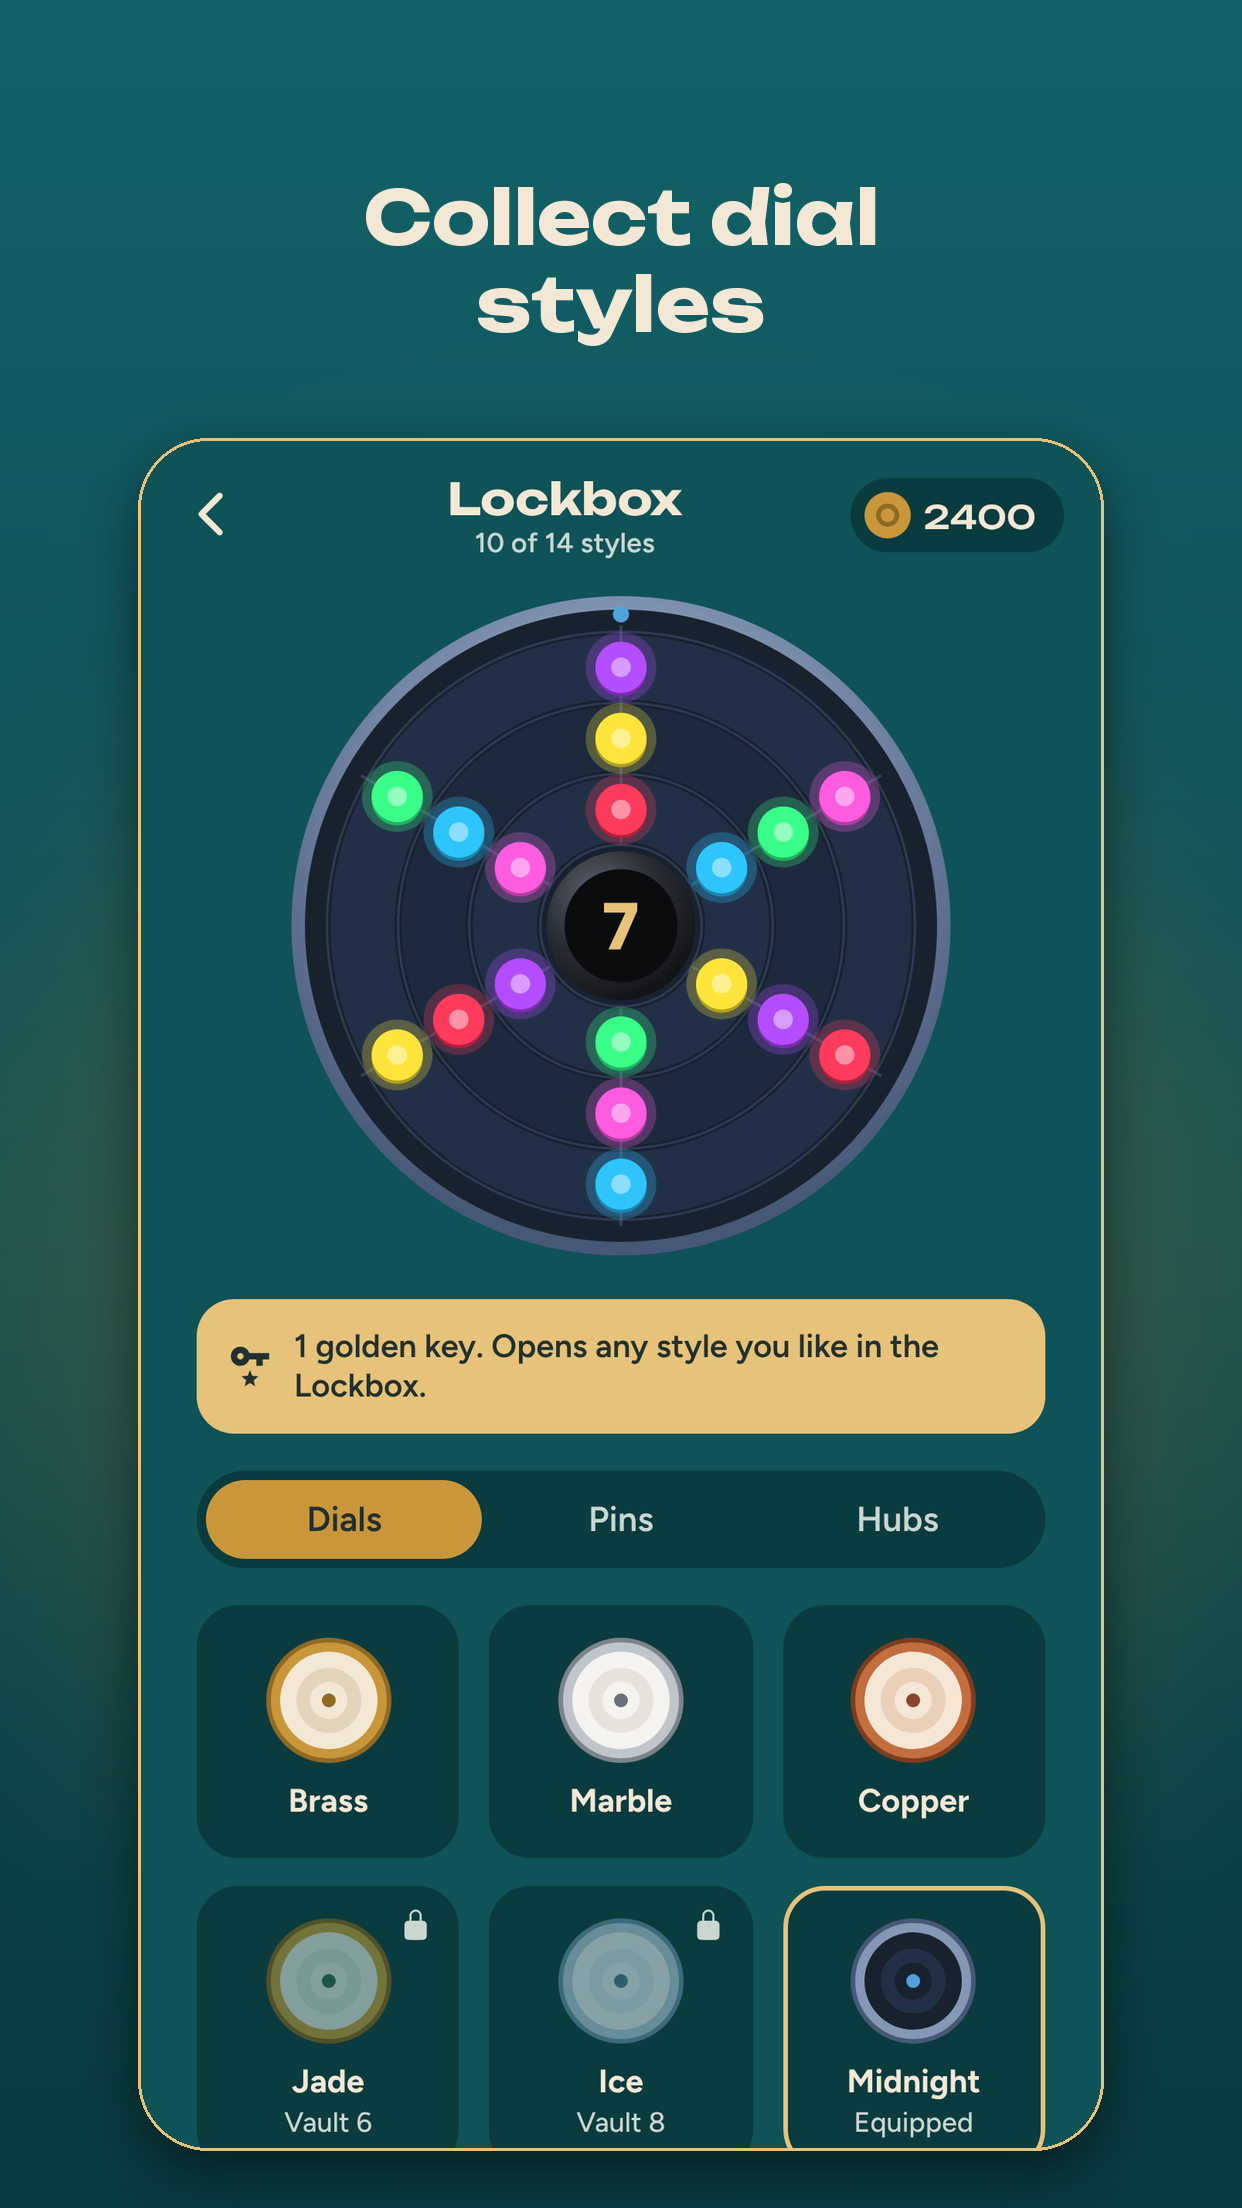 Collect dial
styles
Lockbox
10 of 14 styles
2400
7
1 golden key. Opens any style you like in the
Lockbox.
Dials
Pins
Hubs
Brass
Marble
Copper
Jade
Vault 6
Ice
Vault 8
Midnight
Equipped